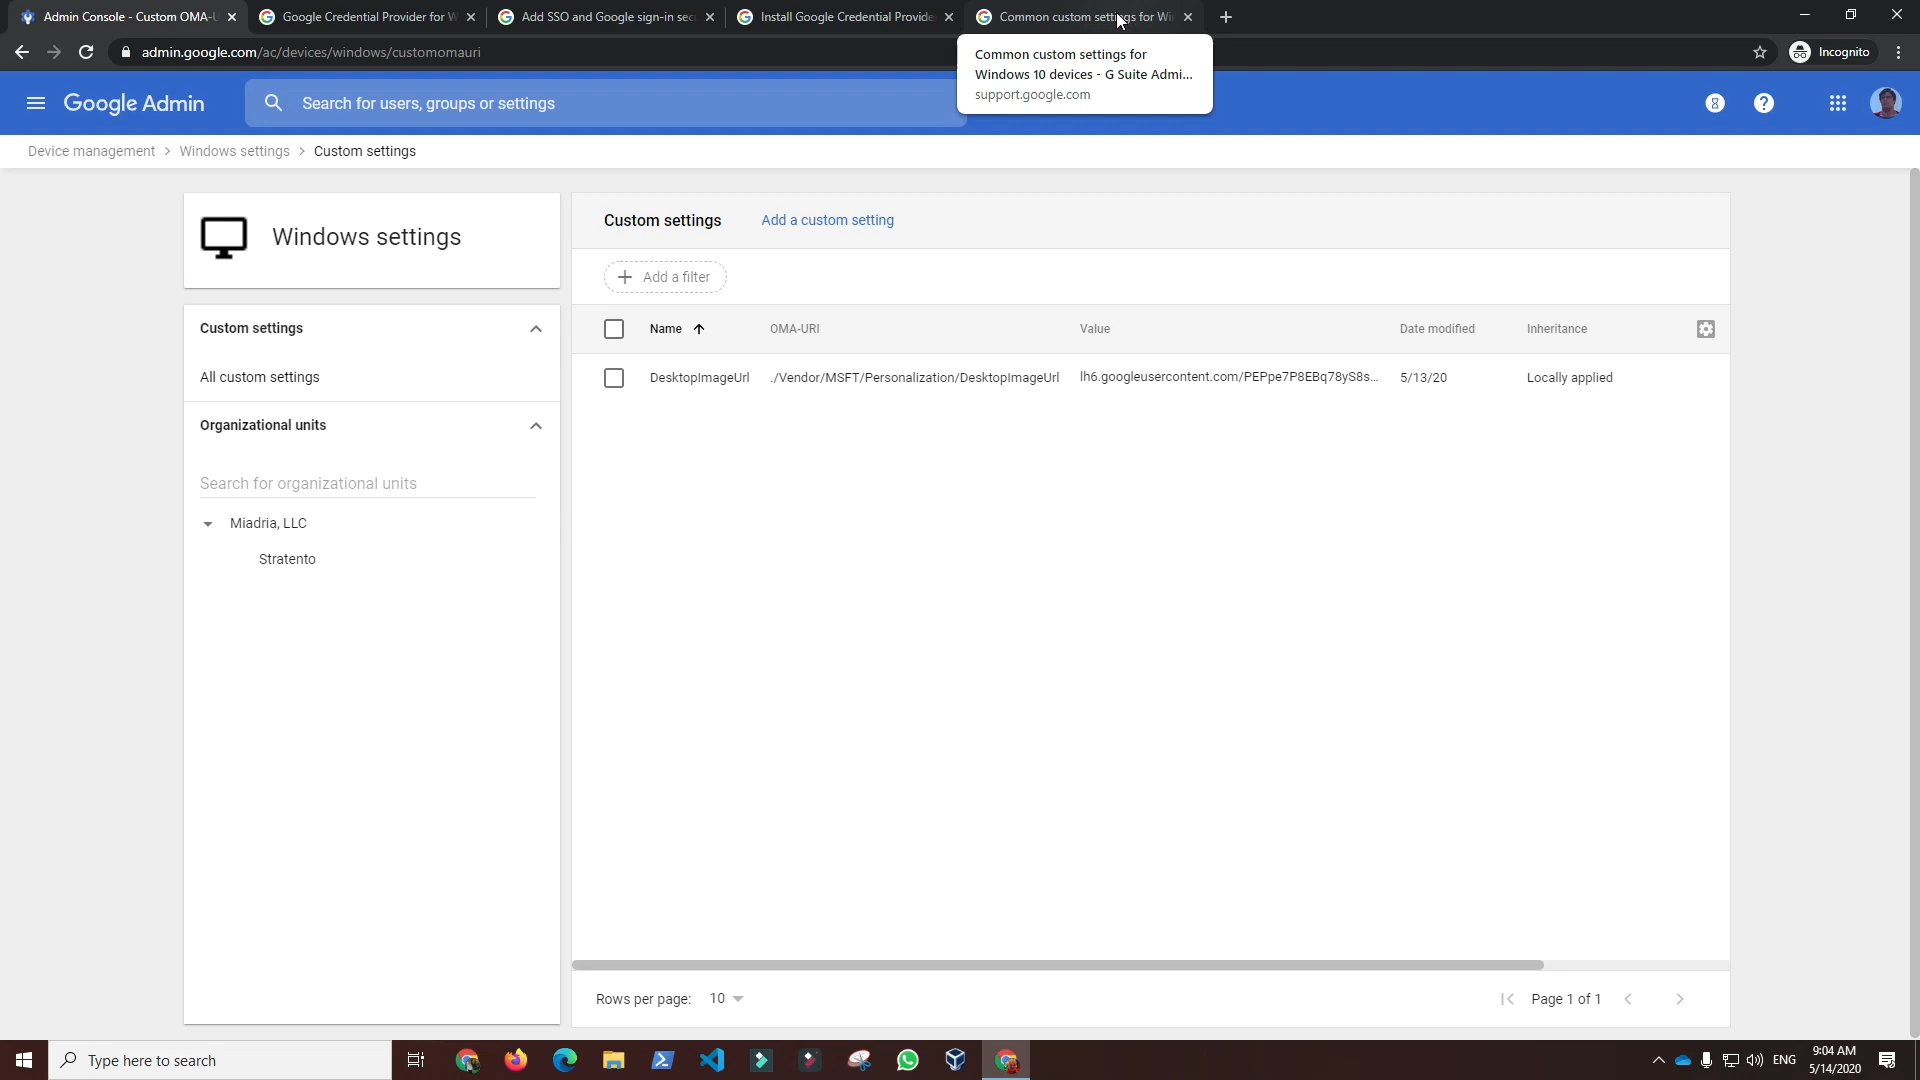 Admin Console - Custom OMA-U
Google Credential Provider for W
Add SSO and Google sign-in sec
Install Google Credential Provide
Common custom settings for Wi
admin.google.com/ac/devices/windows/customomauri
Incognito
Common custom settings for
Windows 10 devices - G Suite Admi...
support.google.com
Google Admin
Search for users, groups or settings
Device management > Windows settings > Custom settings
Windows settings
Custom settings
All custom settings
Organizational units
Search for organizational units
Miadria, LLC
Stratento
Custom settings
Add a custom setting
Add a filter
Name
OMA-URI
Value
Date modified
Inheritance
DesktopImageUrl
./Vendor/MSFT/Personalization/DesktopImageUrl
lh6.googleusercontent.com/PEPpe7P8EBq78yS8s...
5/13/20
Locally applied
Rows per page: 10
Page 1 of 1
Type here to search
ENG
9:04 AM
5/14/2020